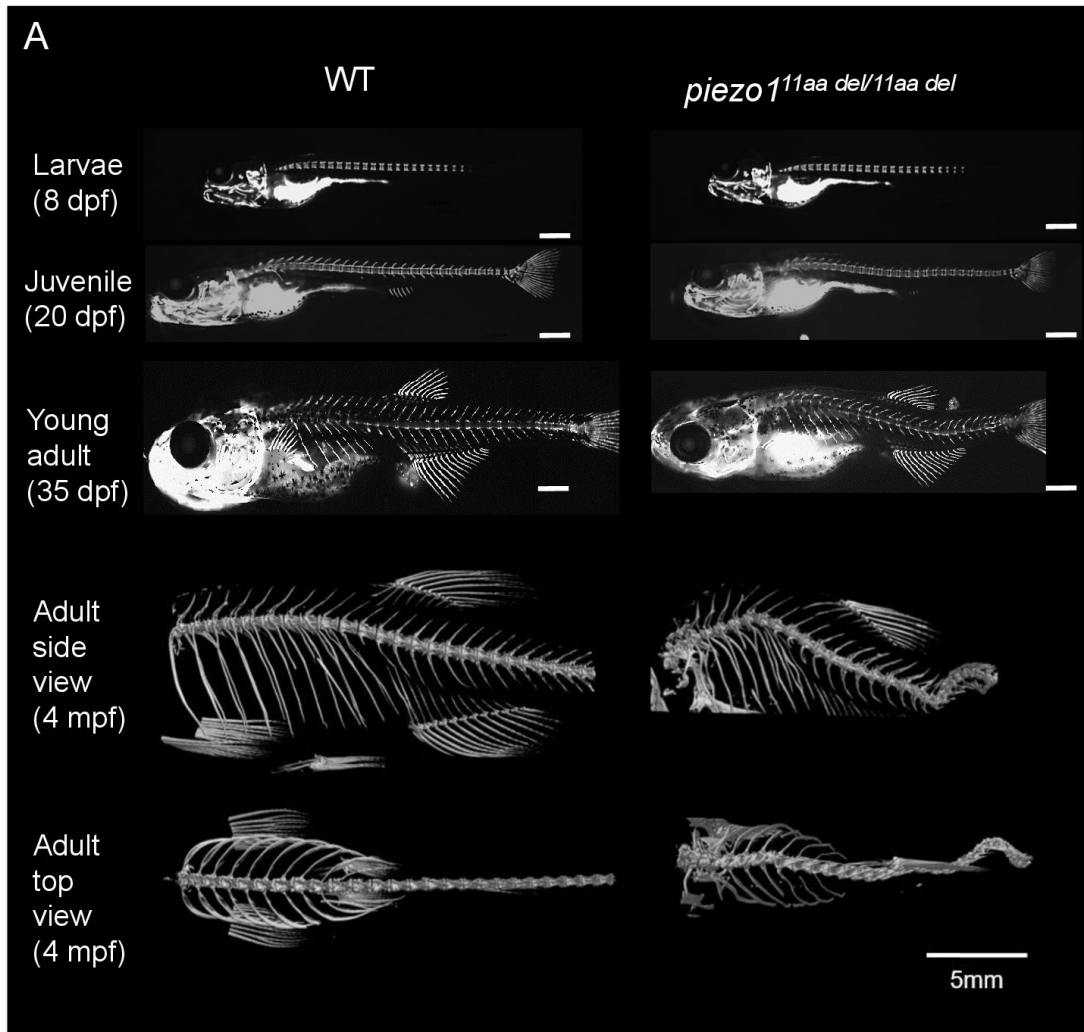 A
WT
piezo1 11aa del/11aa del
Larvae
(8 dpf)
Juvenile
(20 dpf)
Young
adult
(35 dpf)
Adult
side
view
(4 mpf)
Adult
top
view
(4 mpf)
5mm